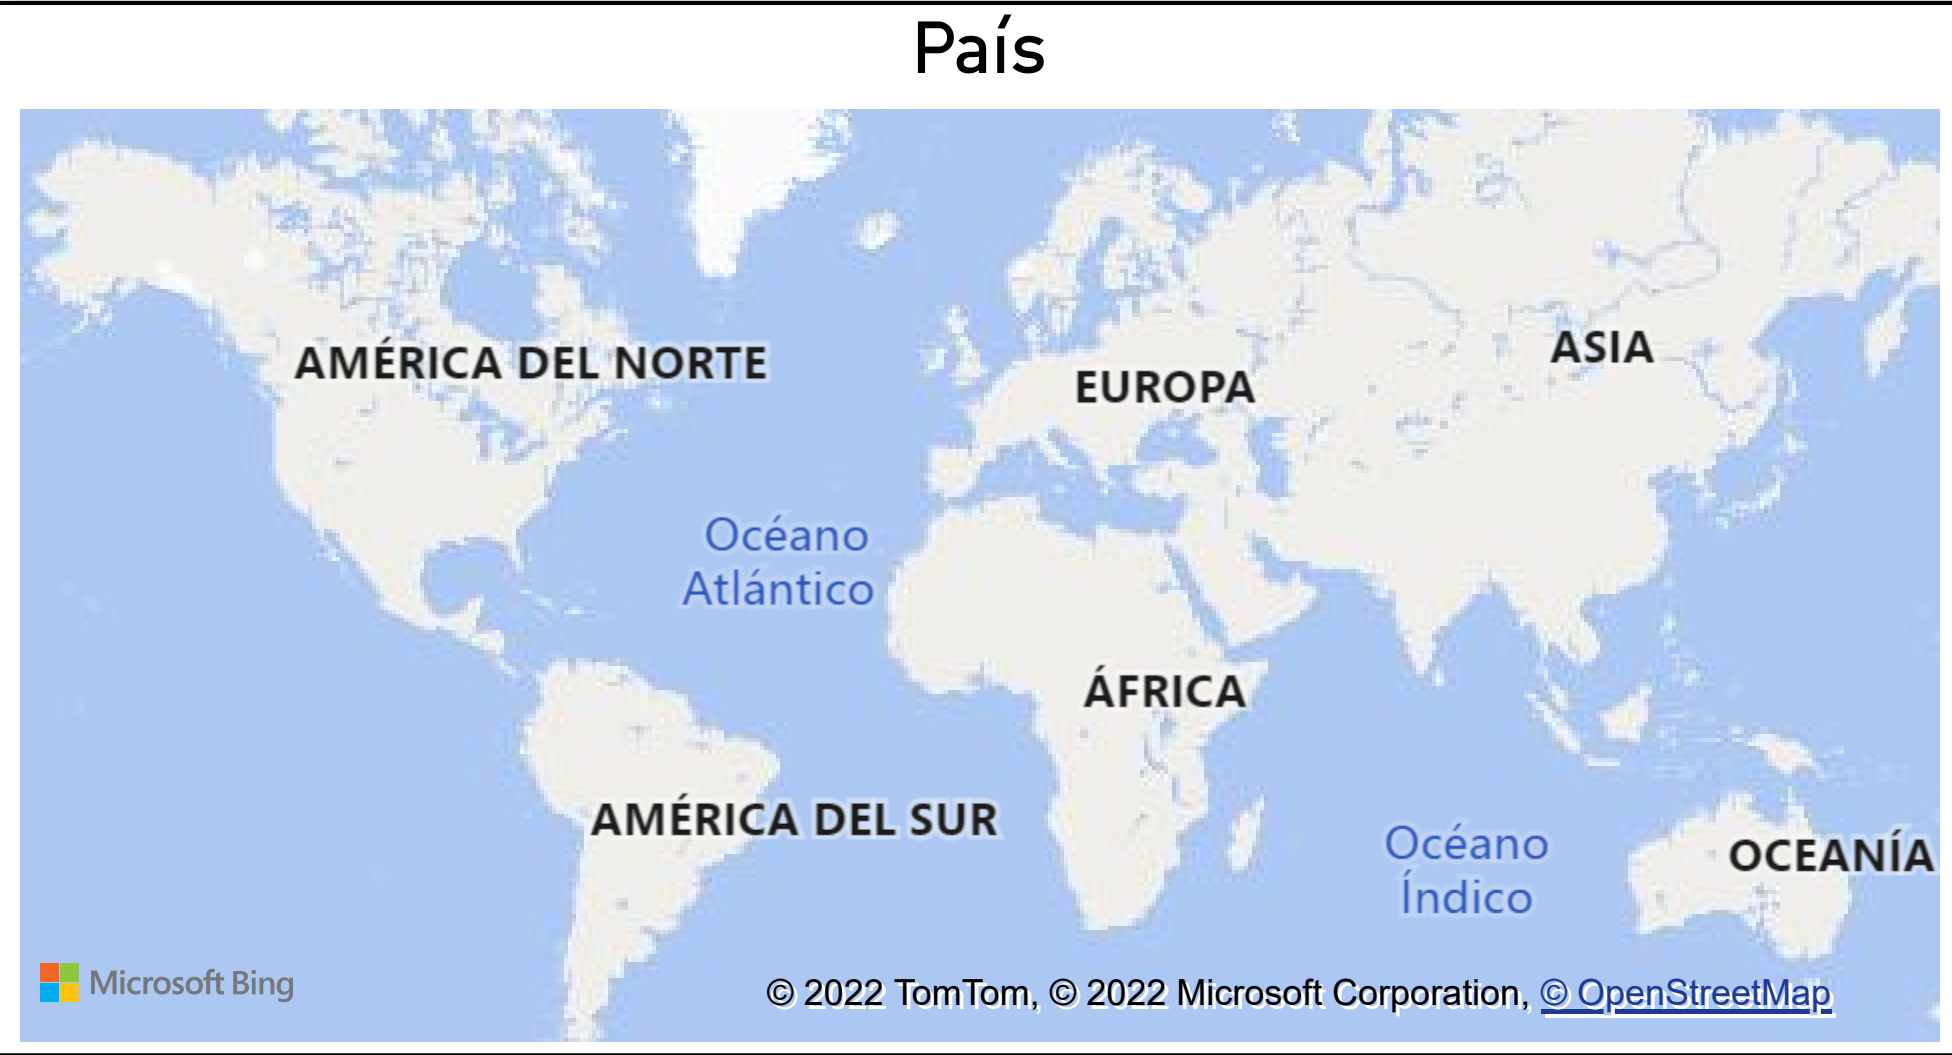 País
AMÉRICA DEL NORTE
ASIA
EUROPA
Océano
Atlántico
ÁFRICA
AMÉRICA DEL SUR
Océano
Índico
OCEANÍA
Microsoft Bing
© 2022 TomTom, © 2022 Microsoft Corporation, © OpenStreetMap